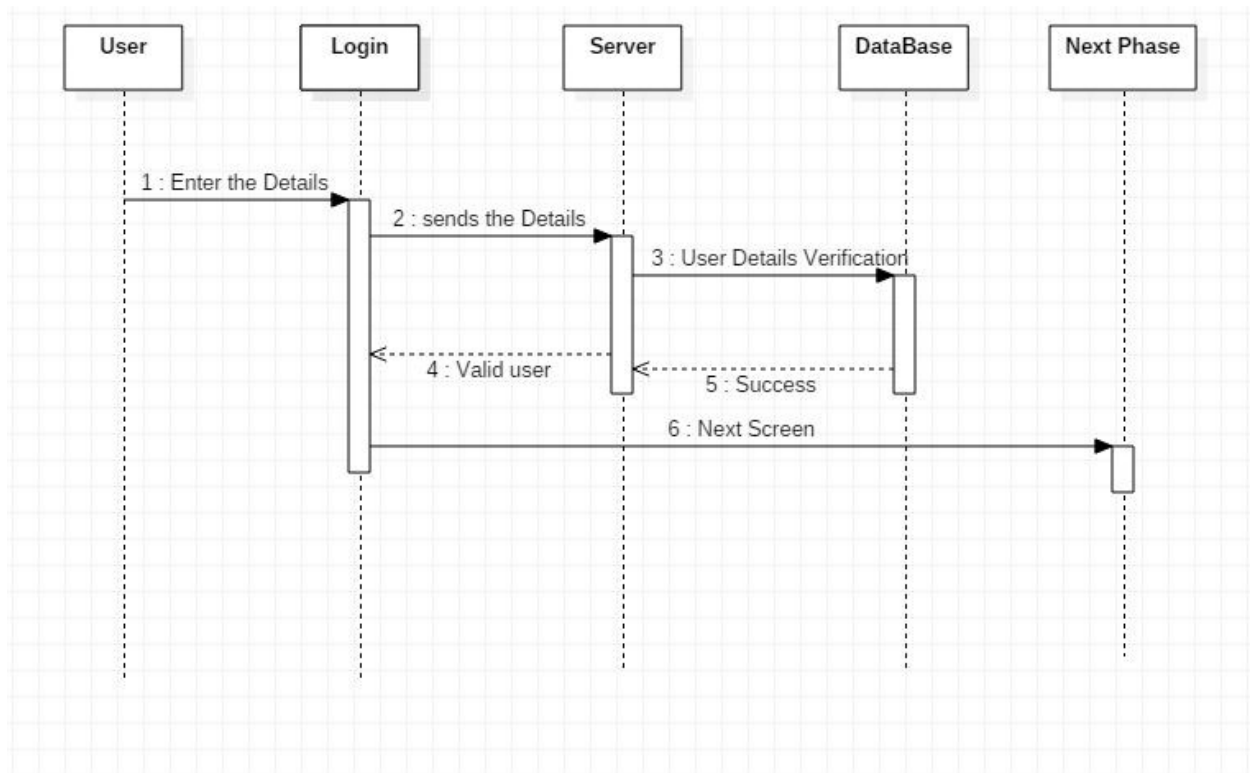 User
Login
Server
DataBase
Next Phase
1 : Enter the Details
2 : sends the Details
3 : User Details Verification
4 : Valid user
5 : Success
6 : Next Screen